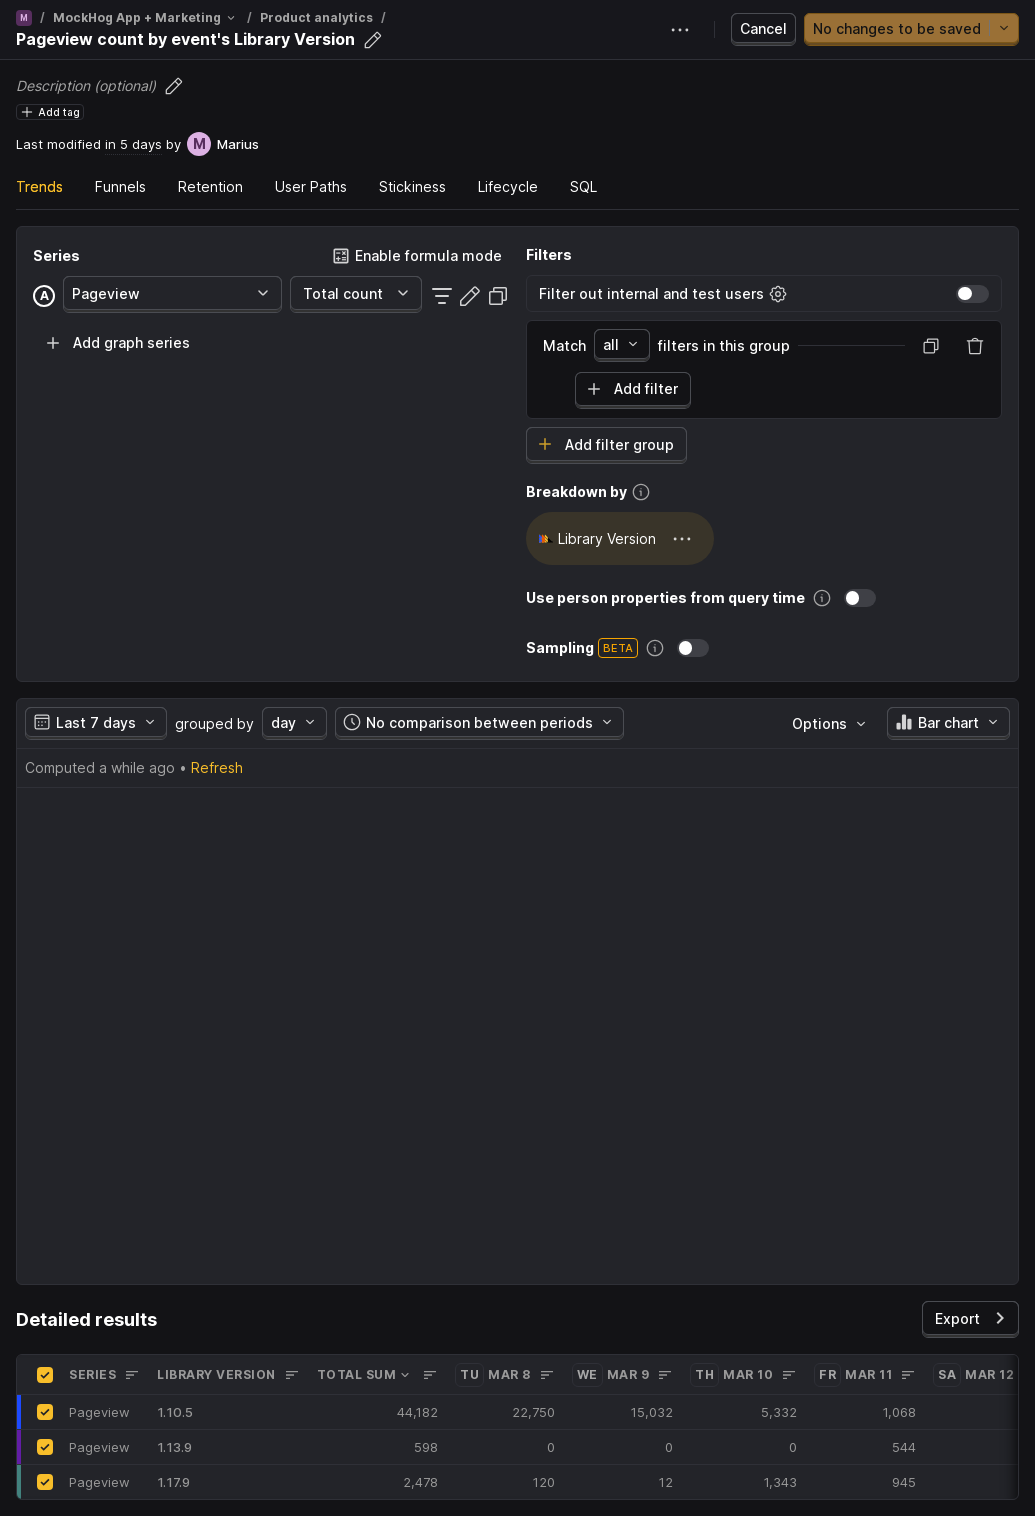 M / MockHog App + Marketing / Product analytics /
Pageview count by event's Library Version
Cancel
No changes to be saved
Description (optional)
Add tag
Last modified in 5 days by M Marius
Trends Funnels Retention User Paths Stickiness Lifecycle SQL
Series
Enable formula mode
A Pageview Total count
Add graph series
Filters
Filter out internal and test users
Match all filters in this group
Add filter
Add filter group
Breakdown by
Library Version
Use person properties from query time
Sampling BETA
Last 7 days grouped by day No comparison between periods Options Bar chart
Computed a while ago • Refresh
Detailed results
Export
SERIES LIBRARY VERSION TOTAL SUM TU MAR 8 WE MAR 9 TH MAR 10 FR MAR 11 SA MAR 12
Pageview 1.10.5 44,182 22,750 15,032 5,332 1,068
Pageview 1.13.9 598 0 0 0 544
Pageview 1.17.9 2,478 120 12 1,343 945